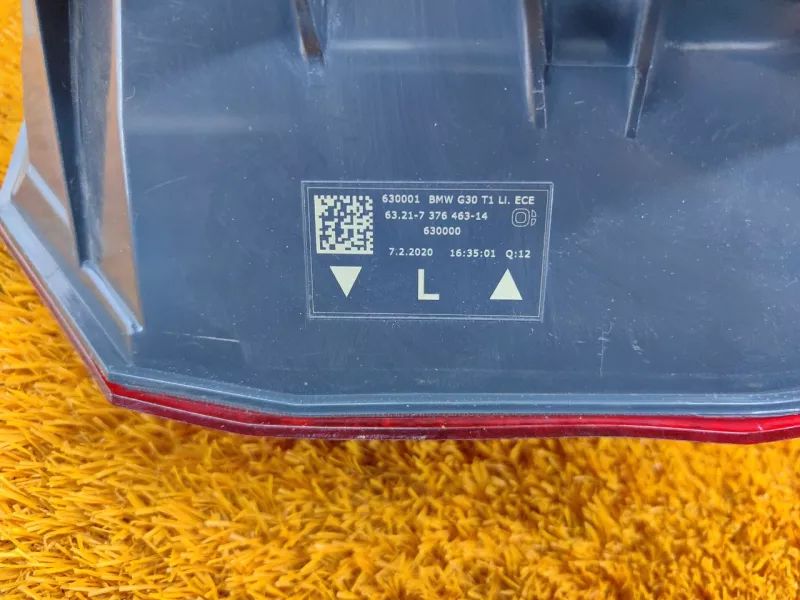 630001 BMW G30 T1 LI. ECE
63.21-7 376 463-14
630000
7.2.2020 16:35:01 Q:12
L